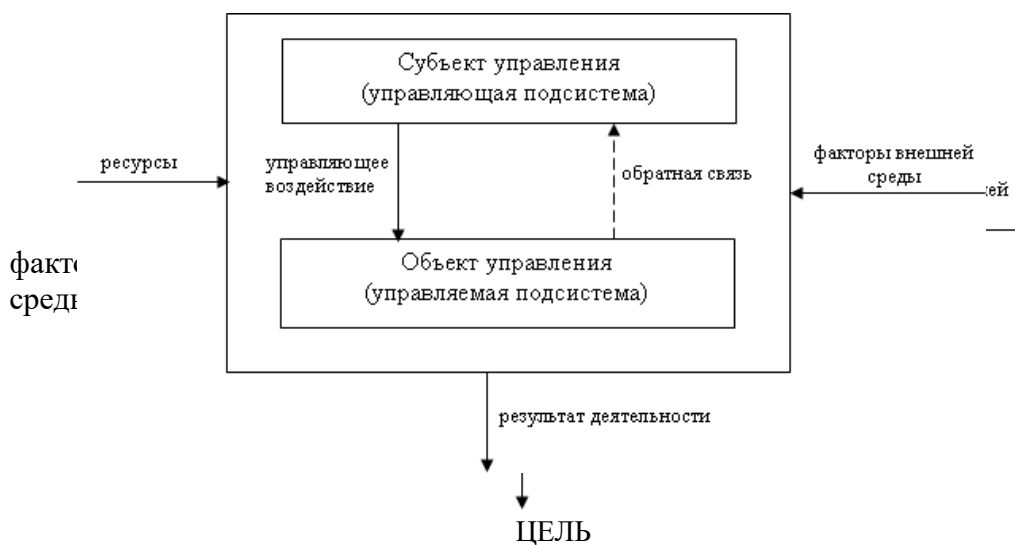 Субъект управления
(управляющая подсистема)
ресурсы
управляющее
воздействие
обратная связь
факторы внешней
среды
Объект управления
(управляемая подсистема)
результат деятельности
ЦЕЛЬ